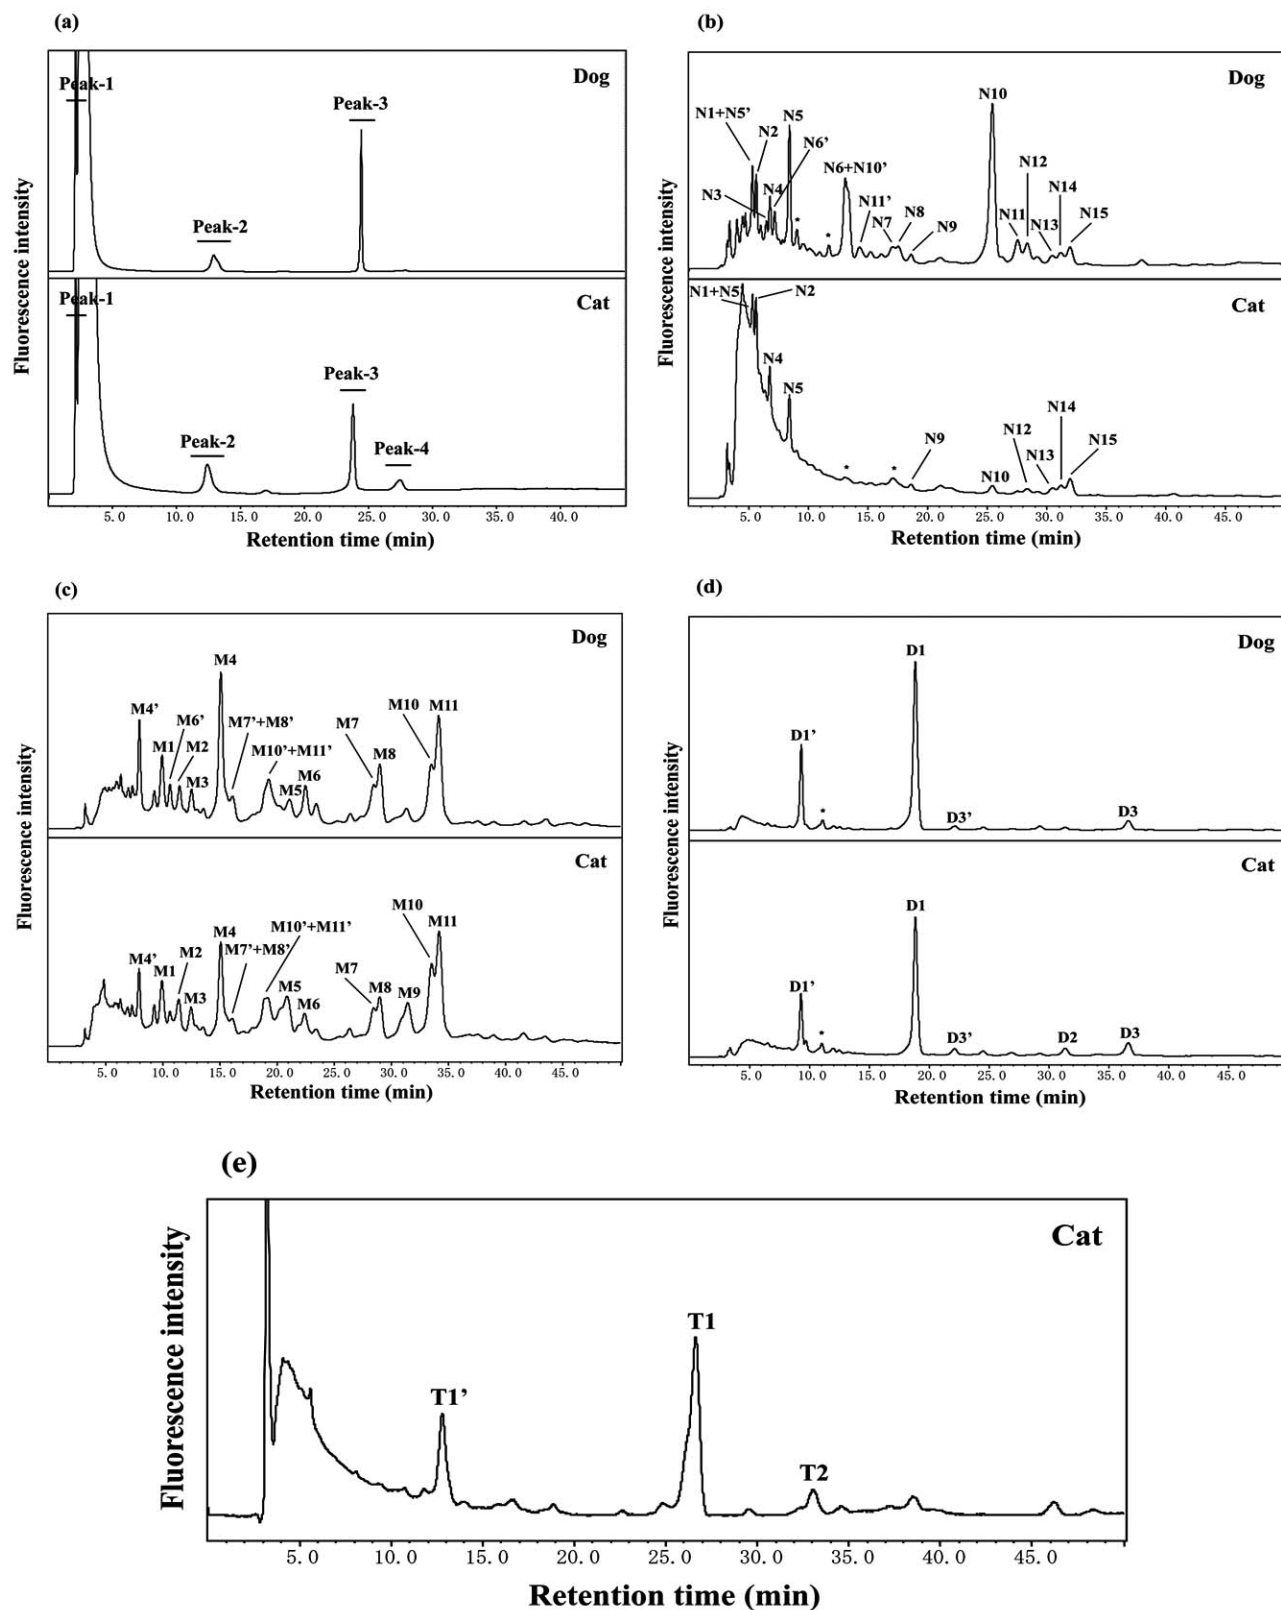 (a)
Dog
Peak-1
Peak-2
Peak-3
Cat
Peak-1
Peak-2
Peak-3
Peak-4
Fluorescence intensity
5.0 10.0 15.0 20.0 25.0 30.0 35.0 40.0
Retention time (min)
(b)
Dog
N1+N5’
N2
N3
N4
N5
N6’
*
*
N6+N10’
N11’
N7
N8
N9
N10
N11
N12
N13
N14
N15
Cat
N1+N5
N2
N4
N5
*
*
N9
N10
N12
N13
N14
N15
Fluorescence intensity
5.0 10.0 15.0 20.0 25.0 30.0 35.0 40.0 45.0
Retention time (min)
(c)
Dog
M4’
M1
M6’
M2
M3
M4
M7’+M8’
M10’+M11’
M5
M6
M7
M8
M10
M11
Cat
M4’
M1
M2
M3
M4
M7’+M8’
M10’+M11’
M5
M6
M7
M8
M9
M10
M11
Fluorescence intensity
5.0 10.0 15.0 20.0 25.0 30.0 35.0 40.0 45.0
Retention time (min)
(d)
Dog
D1’
*
D1
D3’
D3
Cat
D1’
*
D1
D3’
D2
D3
Fluorescence intensity
5.0 10.0 15.0 20.0 25.0 30.0 35.0 40.0 45.0
Retention time (min)
(e)
Cat
T1’
T1
T2
Fluorescence intensity
5.0 10.0 15.0 20.0 25.0 30.0 35.0 40.0 45.0
Retention time (min)